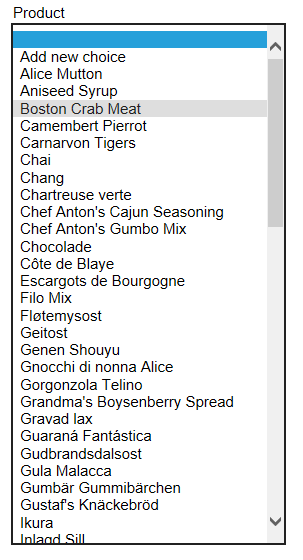 Product
Add new choice
Alice Mutton
Aniseed Syrup
Boston Crab Meat
Camembert Pierrot
Carnarvon Tigers
Chai
Chang
Chartreuse verte
Chef Anton's Cajun Seasoning
Chef Anton's Gumbo Mix
Chocolade
Côte de Blaye
Escargots de Bourgogne
Filo Mix
Fløtemysost
Geitost
Genen Shouyu
Gnocchi di nonna Alice
Gorgonzola Telino
Grandma's Boysenberry Spread
Gravad lax
Guaraná Fantástica
Gudbrandsdalsost
Gula Malacca
Gumbär Gummibärchen
Gustaf's Knäckebröd
Ikura
Inlagd Sill